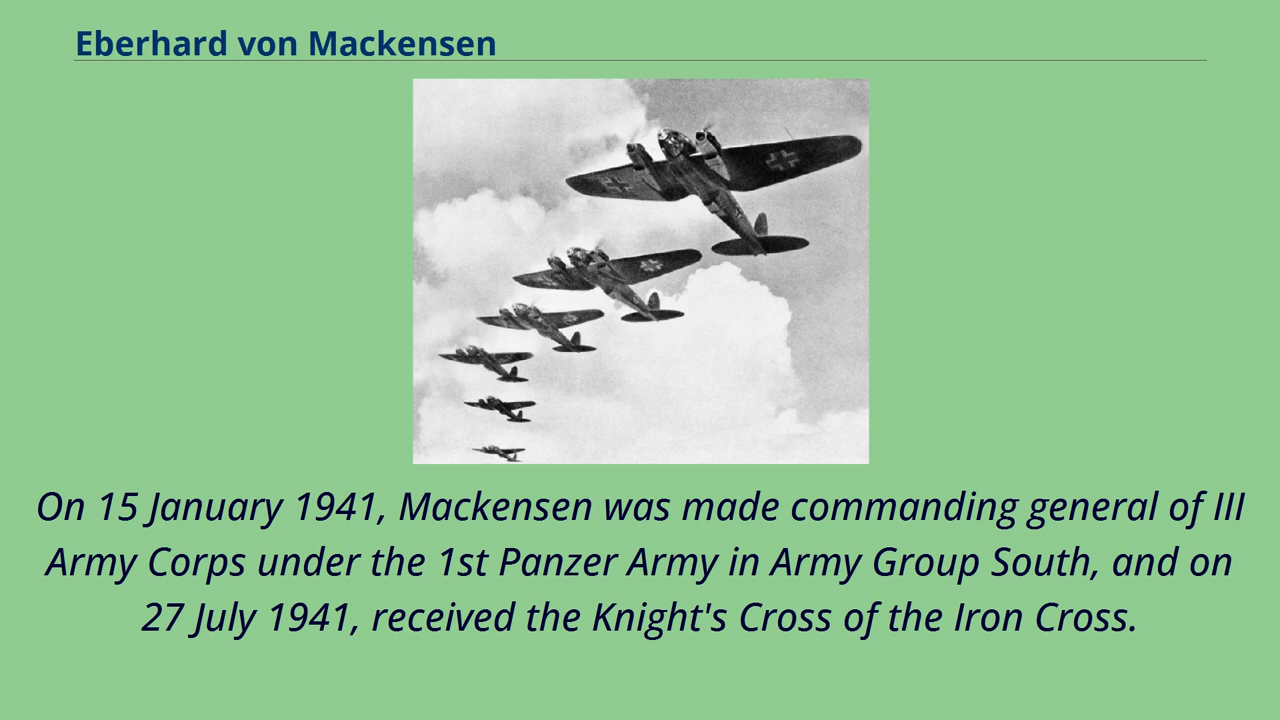 Eberhard von Mackensen
On 15 January 1941, Mackensen was made commanding general of III
Army Corps under the 1st Panzer Army in Army Group South, and on
27 July 1941, received the Knight's Cross of the Iron Cross.